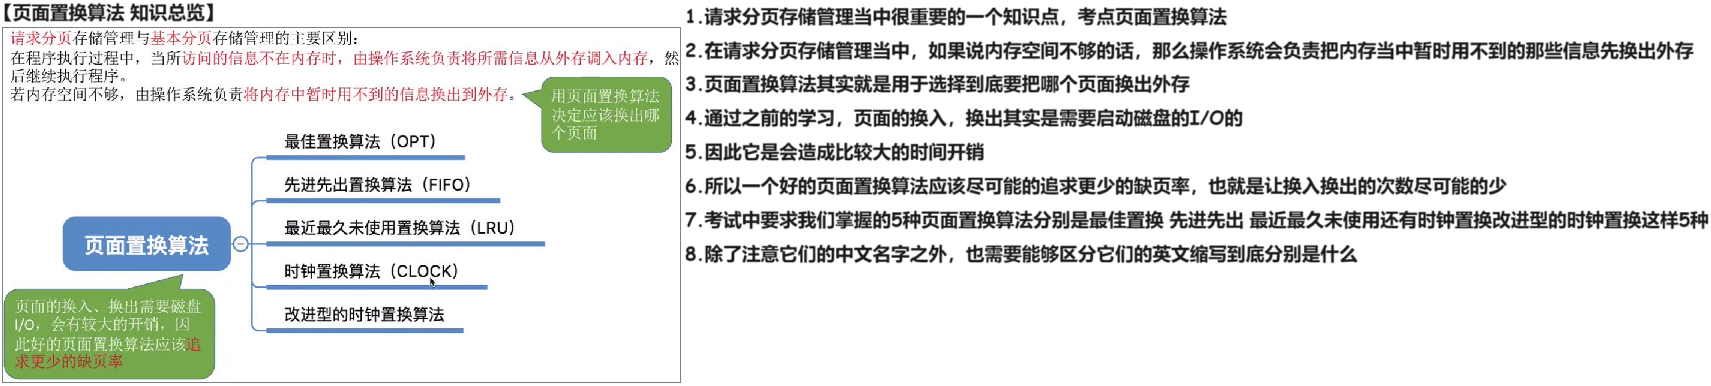 【页面置换算法 知识总览】
请求分页存储管理与基本分页存储管理的主要区别：
在程序执行过程中，当所访问的信息不在内存时，由操作系统负责将所需信息从外存调入内存，然
后继续执行程序。
若内存空间不够，由操作系统负责将内存中暂时用不到的信息换出到外存。
用页面置换算法
决定应该换出哪
个页面
最佳置换算法（OPT）
先进先出置换算法（FIFO）
最近最久未使用置换算法（LRU）
页面置换算法
时钟置换算法（CLOCK）
改进型的时钟置换算法
页面的换入、换出需要磁盘
I/O，会有较大的开销，因
此好的页面置换算法应该追
求更少的缺页率
1.请求分页存储管理当中很重要的一个知识点，考点页面置换算法
2.在请求分页存储管理当中，如果说内存空间不够的话，那么操作系统会负责把内存当中暂时用不到的那些信息先换出外存
3.页面置换算法其实就是用于选择到底要把哪个页面换出外存
4.通过之前的学习，页面的换入，换出其实是需要启动磁盘的I/O的
5.因此它是会造成比较大的时间开销
6.所以一个好的页面置换算法应该尽可能的追求更少的缺页率，也就是让换入换出的次数尽可能的少
7.考试中要求我们掌握的5种页面置换算法分别是最佳置换 先进先出 最近最久未使用还有时钟置换改进型的时钟置换这样5种
8.除了注意它们的中文名字之外，也需要能够区分它们的英文缩写到底分别是什么